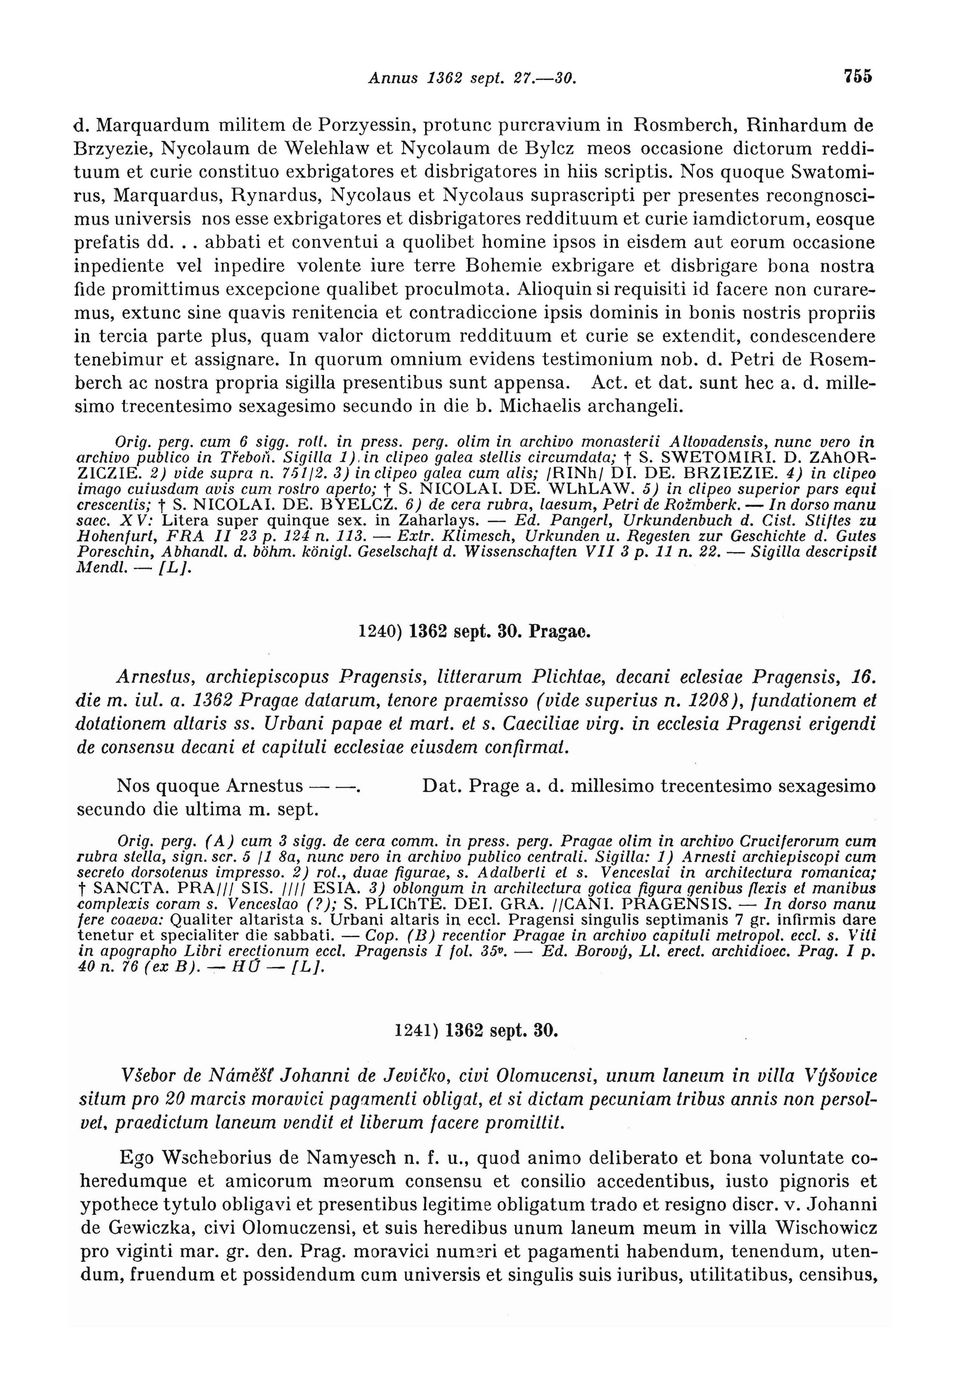 Annus 1362 sept. 27.—30. 755
d. Marquardum militem de Porzyessin, protunc purcravium in Rosmberch, Rinhardum de
Brzyezie, Nycolaum de Welehlaw et Nycolaum de Bylcz meos occasione dictorum reddi-
tuum et curie constituo exbrigatores et disbrigatores in hiis scriptis. Nos quoque Swatomi-
rus, Marquardus, Rynardus, Nycolaus et Nycolaus suprascripti per presentes recongnosci-
mus universis nos esse exbrigatores et disbrigatores reddituum et curie iamdictorum, eosque
prefatis dd. . . abbati et conventui a quolibet homine ipsos in eisdem aut eorum occasione
inpediente vel inpedire volente iure terre Bohemie exbrigare et disbrigare bona nostra
fide promittimus excepcione qualibet proculmota. Alioquin si requisiti id facere non curare-
mus, extunc sine quavis renitencia et contradiccione ipsis dominis in bonis nostris propriis
in tercia parte plus, quam valor dictorum reddituum et curie se extendit, condescendere
tenebimur et assignare. In quorum omnium evidens testimonium nob. d. Petri de Rosem-
berch ac nostra propria sigilla presentibus sunt appensa. Act. et dat. sunt hec a. d. mille-
simo trecentesimo sexagesimo secundo in die b. Michaelis archangeli.
Orig. perg. cum 6 sigg. rott. in press. perg. olim in archivo monasterii Altovadensis, nunc vero in
archivo publico in Třeboň. Sigilla 1) in clipeo galea stellis circumdata; † S. SWETOMIRI. D. ZAhOR-
ZICZIE. 2) vide supra n. 751/2. 3) in clipeo galea cum alis; /RINh/ DI. DE. BRZIEZIE. 4) in clipeo
imago cuiusdam avis cum rostro aperto; † S. NICOLAI. DE. WLhLAW. 5) in clipeo superior pars equi
crescentis; † S. NICOLAI. DE. BYELCZ. 6) de cera rubra, laesum, Petri de Rožmberk. — In dorso manu
saec. XV: Litera super quinque sex. in Zaharlays. — Ed. Pangerl, Urkundenbuch d. Cist. Stiftes zu
Hohenfurt, FRA II 23 p. 124 n. 113. — Extr. Klimesch, Urkunden u. Regesten zur Geschichte d. Gutes
Poreschin, Abhandl. d. böhm. königl. Geselschaft d. Wissenschaften VII 3 p. 11 n. 22. — Sigilla descripsit
Mendl. — [L].
1240) 1362 sept. 30. Pragae.
Arnestus, archiepiscopus Pragensis, litterarum Plichtae, decani eclesiae Pragensis, 16.
die m. iul. a. 1362 Pragae datarum, tenore praemisso (vide superius n. 1208), fundationem et
dotationem altaris ss. Urbani papae et mart. et s. Caeciliae virg. in ecclesia Pragensi erigendi
de consensu decani et capituli ecclesiae eiusdem confirmat.
Nos quoque Arnestus — —. Dat. Prage a. d. millesimo trecentesimo sexagesimo
secundo die ultima m. sept.
Orig. perg. (A) cum 3 sigg. de cera comm. in press. perg. Pragae olim in archivo Cruciferorum cum
rubra stella, sign. scr. 5 /1 8a, nunc vero in archivo publico centrali. Sigilla: 1) Arnesti archiepiscopi cum
secreto dorsotenus impresso. 2) rot., duae figurae, s. Adalberti et s. Venceslai in architectura romanica;
† SANCTA. PRA/// SIS. //// ESIA. 3) oblongum in architectura gotica figura genibus flexis et manibus
complexis coram s. Venceslao (?); S. PLIChTE. DEI. GRA. //CANI. PRAGENSIS. — In dorso manu
fere coaeva: Qualiter altarista s. Urbani altaris in eccl. Pragensi singulis septimanis 7 gr. infirmis dare
tenetur et specialiter die sabbati. — Cop. (B) recentior Pragae in archivo capituli metropol. eccl. s. Viti
in apographo Libri erectionum eccl. Pragensis I fol. 35v. — Ed. Borový, Ll. erect. archidioec. Prag. I p.
40 n. 76 (ex B). — HŮ — [L].
1241) 1362 sept. 30.
Všebor de Náměšť Johanni de Jevičko, civi Olomucensi, unum laneum in villa Výšovice
situm pro 20 marcis moravici pagamenti obligat, et si dictam pecuniam tribus annis non persol-
vet, praedictum laneum vendit et liberum facere promittit.
Ego Wscheborius de Namyesch n. f. u., quod animo deliberato et bona voluntate co-
heredumque et amicorum meorum consensu et consilio accedentibus, iusto pignoris et
ypothece tytulo obligavi et presentibus legitime obligatum trado et resigno discr. v. Johanni
de Gewiczka, civi Olomuczensi, et suis heredibus unum laneum meum in villa Wischowicz
pro viginti mar. gr. den. Prag. moravici numeri et pagamenti habendum, tenendum, uten-
dum, fruendum et possidendum cum universis et singulis suis iuribus, utilitatibus, censibus,